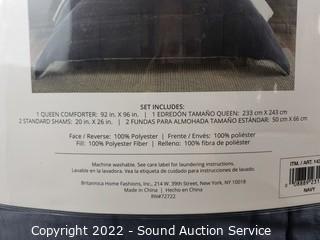 SET INCLUDES:
1 QUEEN COMFORTER: 92 in. X 96 in. | 1 EDREDÓN TAMAÑO QUEEN: 233 cm X 243 cm
2 STANDARD SHAMS: 20 in. X 26 in. | 2 FUNDAS PARA ALMOHADA TAMAÑO ESTÁNDAR: 50 cm X 66 cm
Face / Reverse: 100% Polyester | Frente / Envés: 100% poliéster
Fill: 100% Polyester Fiber | Relleno: 100% fibra de poliéster
Machine washable. See care label for laundering instructions.
Lavable en la lavadora. Vea la etiqueta de cuidado para instrucciones de lavado.
Britannica Home Fashions, Inc., 214 W. 39th Street, New York, NY 10018
Made in China | Hecho en China
RN#72722
ITEM. / ART. 14
NAVY
Copyright 2022 - Sound Auction Service